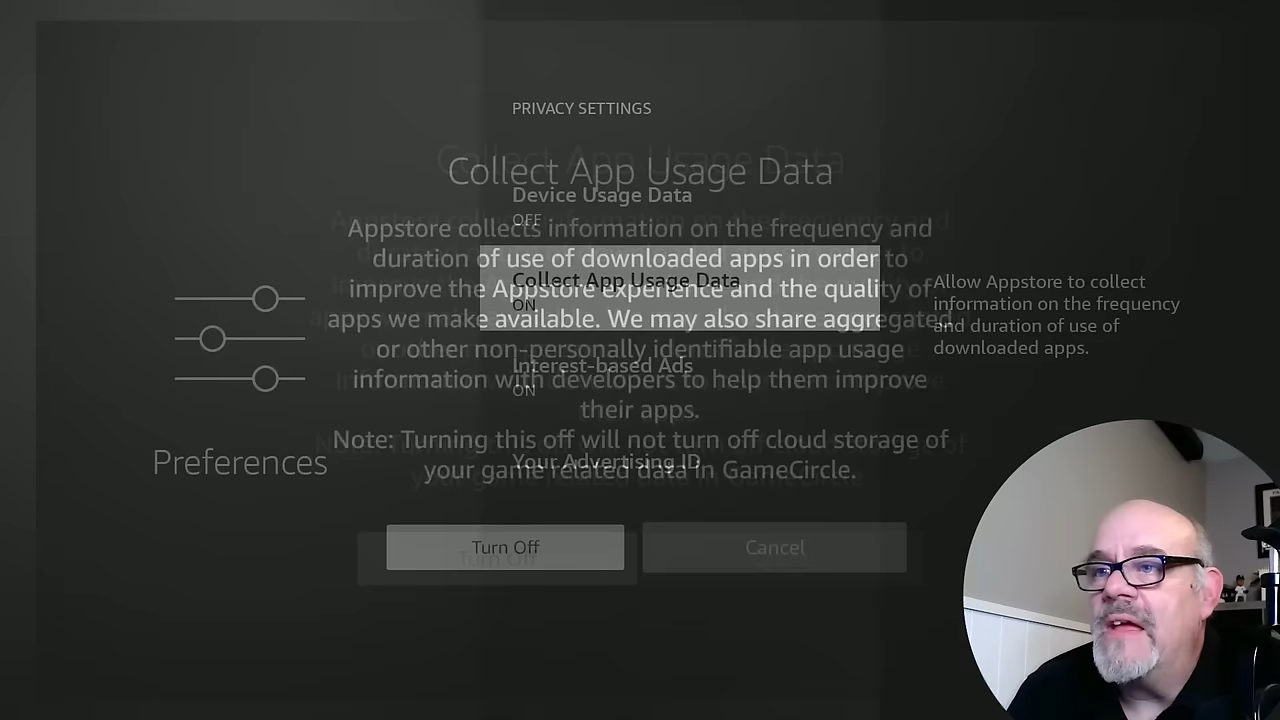 PRIVACY SETTINGS
Collect App Usage Data
Device Usage Data
OFF
Appstore collects information on the frequency and
duration of use of downloaded apps in order to
improve the Appstore experience and the quality of
apps we make available. We may also share aggregated
or other non-personally identifiable app usage
information with developers to help them improve
their apps.
Note: Turning this off will not turn off cloud storage of
your game related data in GameCircle.
Collect App Usage Data
ON
Interest-based Ads
ON
Your Advertising ID
Allow Appstore to collect
information on the frequency
and duration of use of
downloaded apps.
Preferences
Turn Off
Cancel